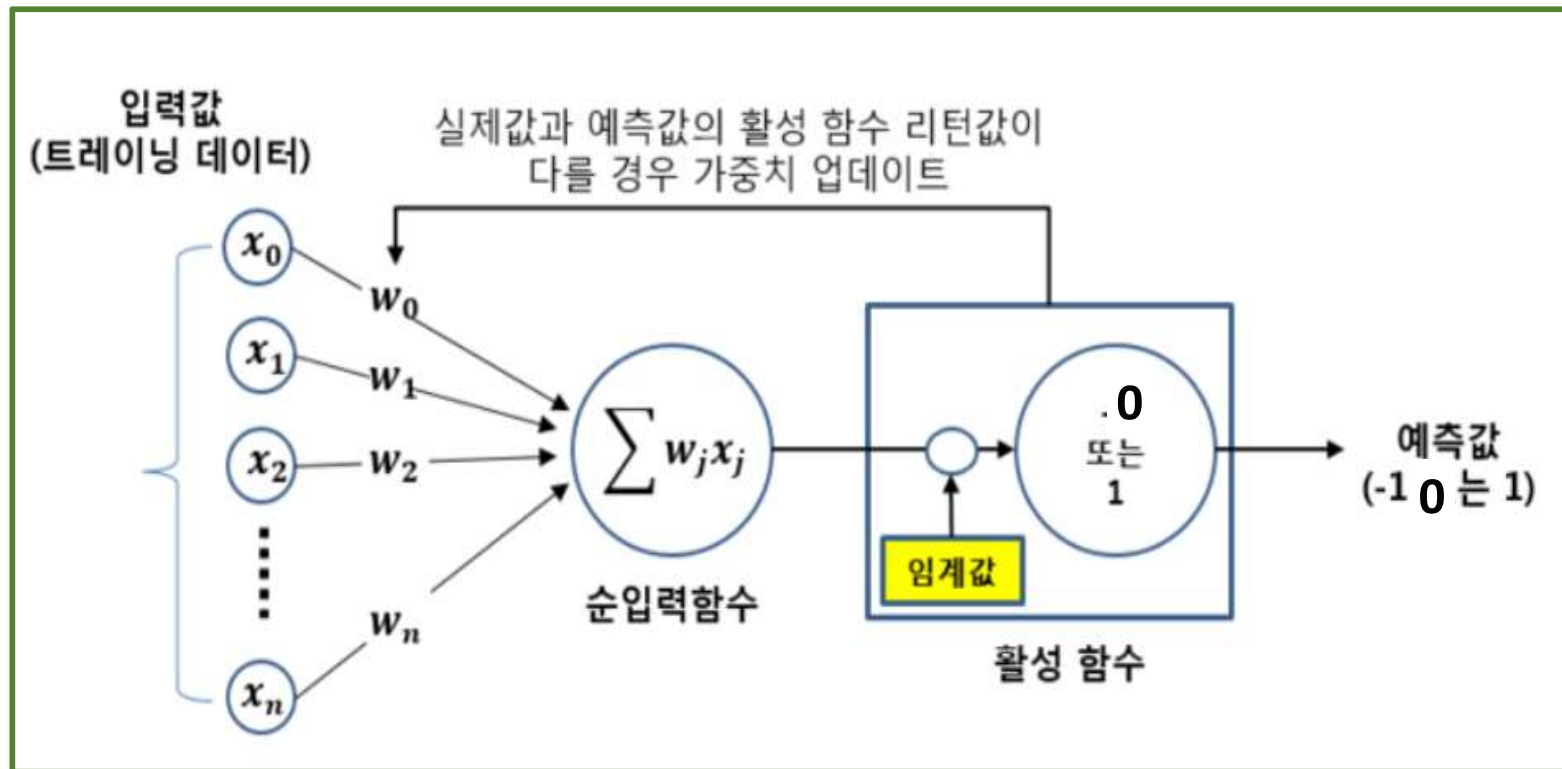 입력값
(트레이닝 데이터)
실제값과 예측값의 활성 함수 리턴값이
다를 경우 가중치 업데이트
x₀
w₀
x₁
w₁
x₂
w₂
xₙ
wₙ
∑ wⱼxⱼ
순입력함수
임계값
0
또는
1
활성 함수
예측값
(-1 0 는 1)